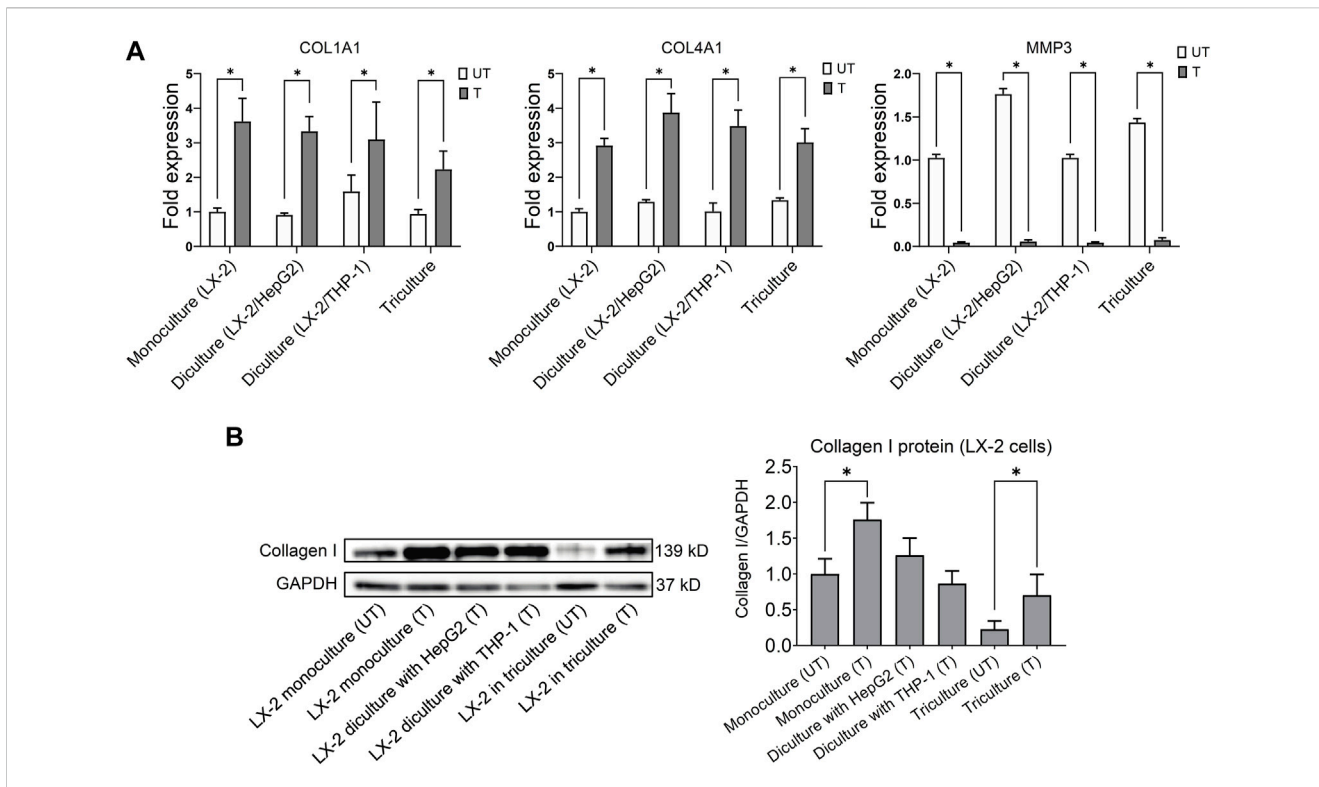 A
COL1A1
* * * *
UT
T
Fold expression
5
4
3
2
1
0
Monoculture (LX-2)
Diculture (LX-2/HepG2)
Diculture (LX-2/THP-1)
Triculture
COL4A1
* * * *
UT
T
Fold expression
5
4
3
2
1
0
Monoculture (LX-2)
Diculture (LX-2/HepG2)
Diculture (LX-2/THP-1)
Triculture
MMP3
* * * *
UT
T
Fold expression
2.0
1.5
1.0
0.5
0.0
Monoculture (LX-2)
Diculture (LX-2/HepG2)
Diculture (LX-2/THP-1)
Triculture
B
Collagen I
139 kD
GAPDH
37 kD
LX-2 monoculture (UT)
LX-2 monoculture (T)
LX-2 diculture with HepG2 (T)
LX-2 diculture with THP-1 (T)
LX-2 in triculture (UT)
LX-2 in triculture (T)
Collagen I protein (LX-2 cells)
* *
Collagen I/GAPDH
2.5
2.0
1.5
1.0
0.5
0.0
Monoculture (UT)
Monoculture (T)
Diculture with HepG2 (T)
Diculture with THP-1 (T)
Triculture (UT)
Triculture (T)